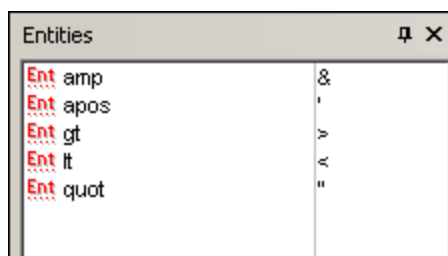 Entities
Ent amp &
Ent apos '
Ent gt >
Ent lt <
Ent quot "